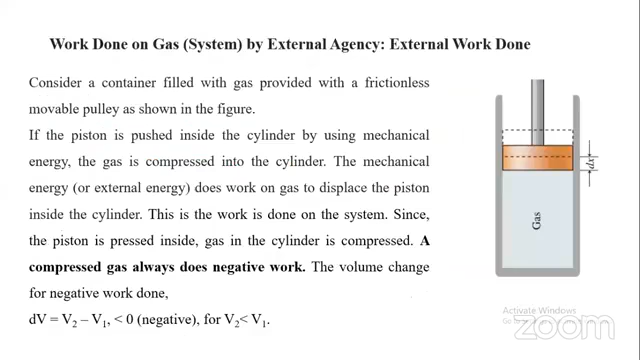 Work Done on Gas (System) by External Agency: External Work Done
Consider a container filled with gas provided with a frictionless
movable pulley as shown in the figure.
If the piston is pushed inside the cylinder by using mechanical
energy, the gas is compressed into the cylinder. The mechanical
energy (or external energy) does work on gas to displace the piston
inside the cylinder. This is the work is done on the system. Since,
the piston is pressed inside, gas in the cylinder is compressed. A
compressed gas always does negative work. The volume change
for negative work done,
dV = V₂ – V₁, < 0 (negative), for V₂< V₁.
dx
Gas
Activate Windows
Go to
zoom